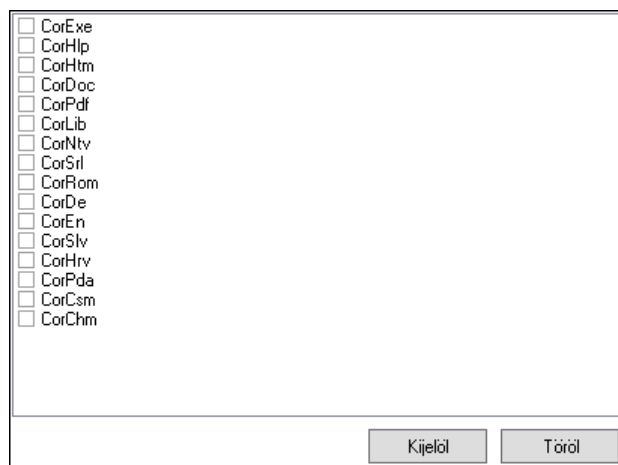 CorExe
CorHlp
CorHtm
CorDoc
CorPdf
CorLib
CorNtv
CorSrl
CorRom
CorDe
CorEn
CorSlv
CorHrv
CorPda
CorCsm
CorChm
Kijelöl Töröl